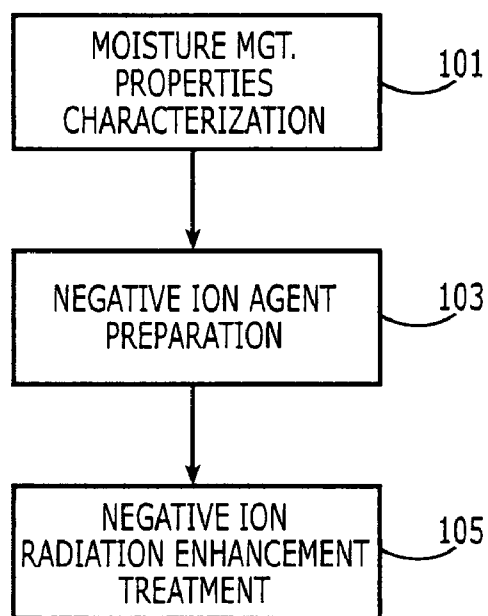 MOISTURE MGT.
PROPERTIES
CHARACTERIZATION
101
NEGATIVE ION AGENT
PREPARATION
103
NEGATIVE ION
RADIATION ENHANCEMENT
TREATMENT
105